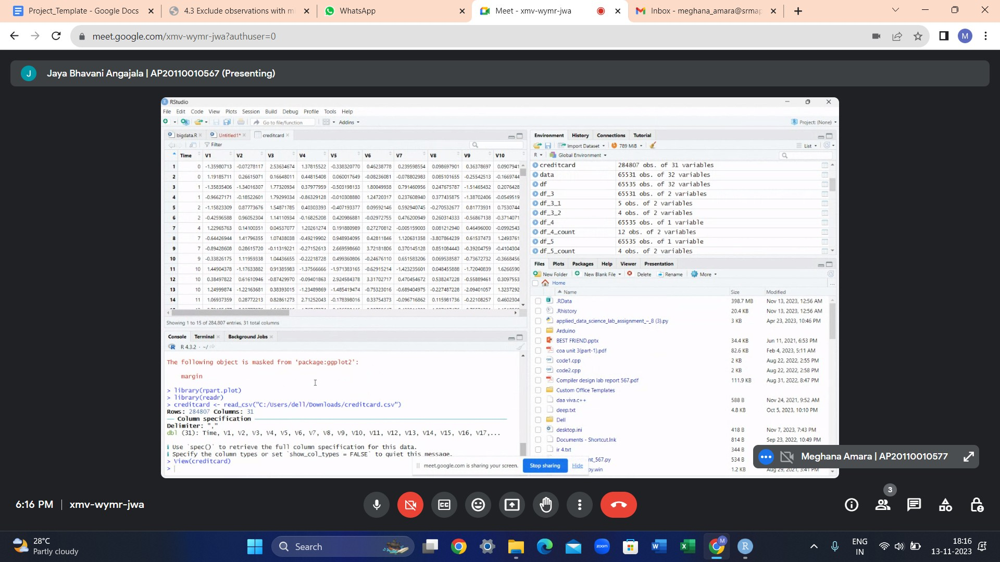 Project_Template - Google Docs
4.3 Exclude observations with mi
WhatsApp
Meet - xmv-wymr-jwa
Inbox - meghana_amara@srmap
meet.google.com/xmv-wymr-jwa?authuser=0
M
J
Jaya Bhavani Angajala | AP20110010567 (Presenting)
RStudio
File Edit Code View Plots Session Build Debug Profile Tools Help
Go to file/function
Addins
Project: (None)
bigdata.R
Untitled1*
creditcard
Filter
Time V1 V2 V3 V4 V5 V6 V7 V8 V9 V10
1 0 -1.35980713 -0.07278117 2.53634674 1.37815522 -0.338320770 0.46238778 0.239598554 0.098697901 0.36378697 0.0907941
2 0 1.19185711 0.26615071 0.16648011 0.44815408 0.060017649 -0.08236081 -0.078802983 0.085101655 -0.25542513 -0.1669744
3 1 -1.35835406 -1.34016307 1.77320934 0.37977959 -0.503198133 1.80049938 0.791460956 0.247675787 -1.51465432 0.2076428
4 1 -0.96627171 -0.18522601 1.79299334 -0.86329128 -0.010308880 1.24720317 0.237608940 0.377435875 -1.38702406 -0.0549519
5 2 -1.15823309 0.87773676 1.54871785 0.40303393 -0.407193377 0.09592146 0.592940745 -0.270532677 0.81773931 0.7530744
6 2 -0.42596588 0.96052304 1.14110934 -0.16825208 0.420986881 -0.02972755 0.476200949 0.260314333 -0.56867138 -0.3714071
7 4 1.22965763 0.14100351 0.04537077 1.20261274 0.191880989 0.27270812 -0.005159003 0.081212940 0.46496000 -0.0992543
8 7 -0.64426944 1.41796355 1.07438038 -0.49219902 0.948934095 0.42811846 1.120631358 -3.807864239 0.61537473 1.2493761
9 7 -0.89428608 0.28615720 -0.11319221 -0.27152613 2.669598660 3.72181806 0.370145128 0.851084443 -0.39204759 -0.4104304
10 9 -0.33826175 1.11959338 1.04436655 -0.22218728 0.499360806 -0.24676110 0.651583206 0.069538587 -0.73672732 -0.3668456
11 10 1.44904378 -1.17633882 0.91385983 -1.37566666 -1.971383165 -0.62915214 -1.423235601 0.048455888 -1.72040839 1.6266590
12 10 0.38497822 0.61610946 -0.87429970 -0.09401863 2.924584378 3.31702717 0.470454672 0.538247228 -0.55889461 0.3097553
13 10 1.24999874 -1.22163681 0.38393015 -1.23489869 -1.485419474 -0.75323016 -0.689404975 -0.227487228 -2.09401057 1.3237292
14 11 1.06937359 0.28772213 0.82861273 2.71252043 -0.178398016 0.33754373 -0.096716862 0.115981736 -0.22108257 0.4602304
Showing 1 to 15 of 284,807 entries, 31 total columns
Console Terminal Background Jobs
R 4.3.2 · ~/
The following object is masked from ‘package:ggplot2’:
margin
> library(rpart.plot)
> library(readr)
> creditcard <- read_csv("C:/Users/dell/Downloads/creditcard.csv")
Rows: 284807 Columns: 31
── Column specification
Delimiter: ","
dbl (31): Time, V1, V2, V3, V4, V5, V6, V7, V8, V9, V10, V11, V12, V13, V14, V15, V16, V17,...
ℹ Use `spec()` to retrieve the full column specification for this data.
ℹ Specify the column types or set `show_col_types = FALSE` to quiet this message.
> View(creditcard)
>
Environment History Connections Tutorial
Import Dataset
789 MiB
List
R
Global Environment
creditcard 284807 obs. of 31 variables
data 65531 obs. of 32 variables
df 65535 obs. of 32 variables
df_3 65531 obs. of 2 variables
df_3_1 5 obs. of 2 variables
df_3_2 4 obs. of 2 variables
df_4 65535 obs. of 1 variable
df_4_count 12 obs. of 2 variables
df_5 65535 obs. of 1 variable
df_5_count 4 obs. of 2 variables
Files Plots Packages Help Viewer Presentation
New Folder New Blank File Delete Rename More
Home
Name Size Modified
.RData 398.7 MB Nov 13, 2023, 12:56 AM
.Rhistory 20.4 KB Nov 13, 2023, 12:56 AM
applied_data_science_lab_assignment_–_8 (3).py 3 KB Apr 23, 2023, 10:46 PM
Arduino
BEST FRIEND.pptx 34.4 KB Jun 11, 2021, 6:53 PM
coa unit 3(part-1).pdf 82.6 KB Feb 4, 2023, 5:11 AM
code1.cpp 2 KB Aug 22, 2022, 2:55 PM
code2.cpp 2 KB Aug 22, 2022, 2:58 PM
Compiler design lab report 567.pdf 111.9 KB Aug 31, 2022, 8:47 PM
Custom Office Templates
daa viva.c++ 588 B Nov 24, 2021, 9:52 AM
deep.txt 4.8 KB Oct 5, 2023, 10:10 PM
Dell
desktop.ini 418 B Nov 7, 2023, 7:43 PM
Documents - Shortcut.lnk 814 B Sep 23, 2022, 10:49 PM
ir 4.txt 344 B
nt_567.py 534 B
py.win 1.2 KB Aug 29, 2021, 3:41 PM
meet.google.com is sharing your screen.
Stop sharing
Hide
Meghana Amara | AP20110010577
6:16 PM | xmv-wymr-jwa
CC
3
28°C
Partly cloudy
Search
zoom
ENG
IN
18:16
13-11-2023